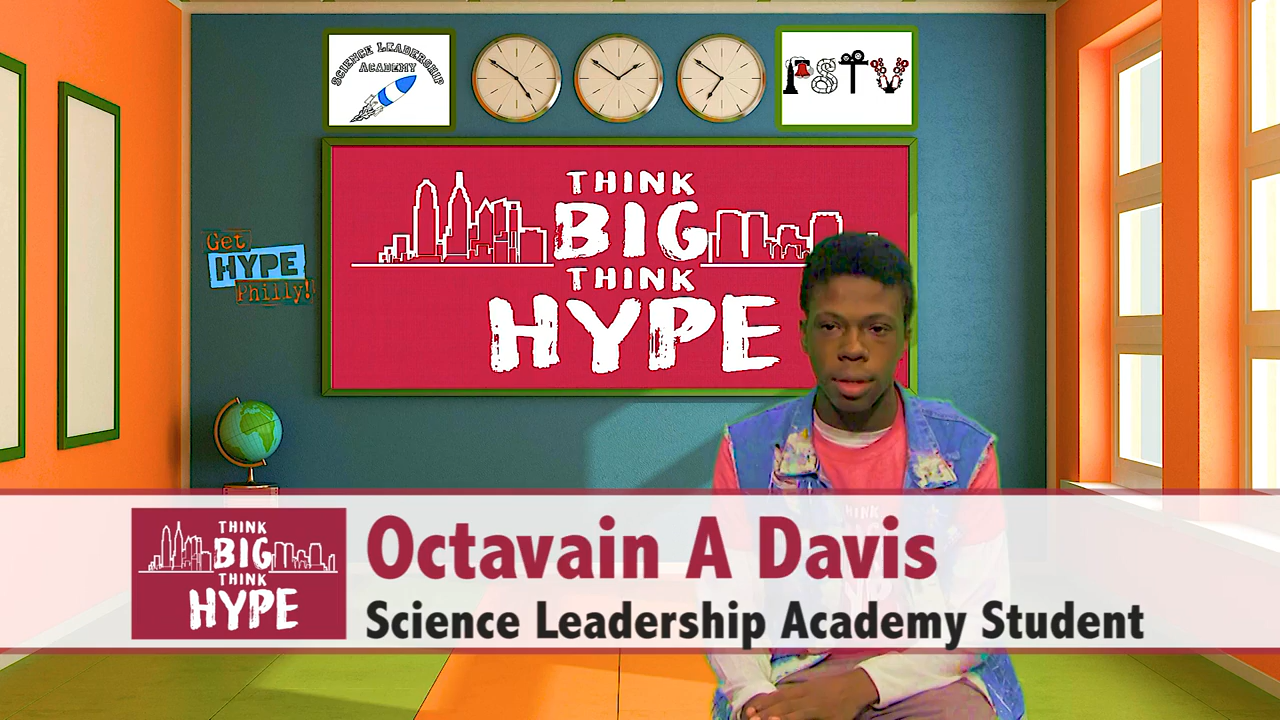 SCIENCE LEADERSHIP
ACADEMY
PSTV
THINK
BIG
THINK
HYPE
Get
HYPE
Philly!
THINK
BIG
THINK
HYPE
Octavain A Davis
Science Leadership Academy Student